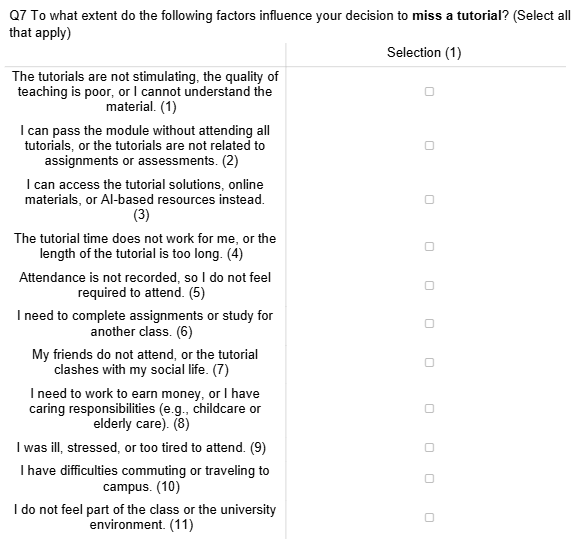 Q7 To what extent do the following factors influence your decision to miss a tutorial? (Select all
that apply)
Selection (1)
The tutorials are not stimulating, the quality of
teaching is poor, or I cannot understand the
material. (1)
I can pass the module without attending all
tutorials, or the tutorials are not related to
assignments or assessments. (2)
I can access the tutorial solutions, online
materials, or AI-based resources instead.
(3)
The tutorial time does not work for me, or the
length of the tutorial is too long. (4)
Attendance is not recorded, so I do not feel
required to attend. (5)
I need to complete assignments or study for
another class. (6)
My friends do not attend, or the tutorial
clashes with my social life. (7)
I need to work to earn money, or I have
caring responsibilities (e.g., childcare or
elderly care). (8)
I was ill, stressed, or too tired to attend. (9)
I have difficulties commuting or traveling to
campus. (10)
I do not feel part of the class or the university
environment. (11)